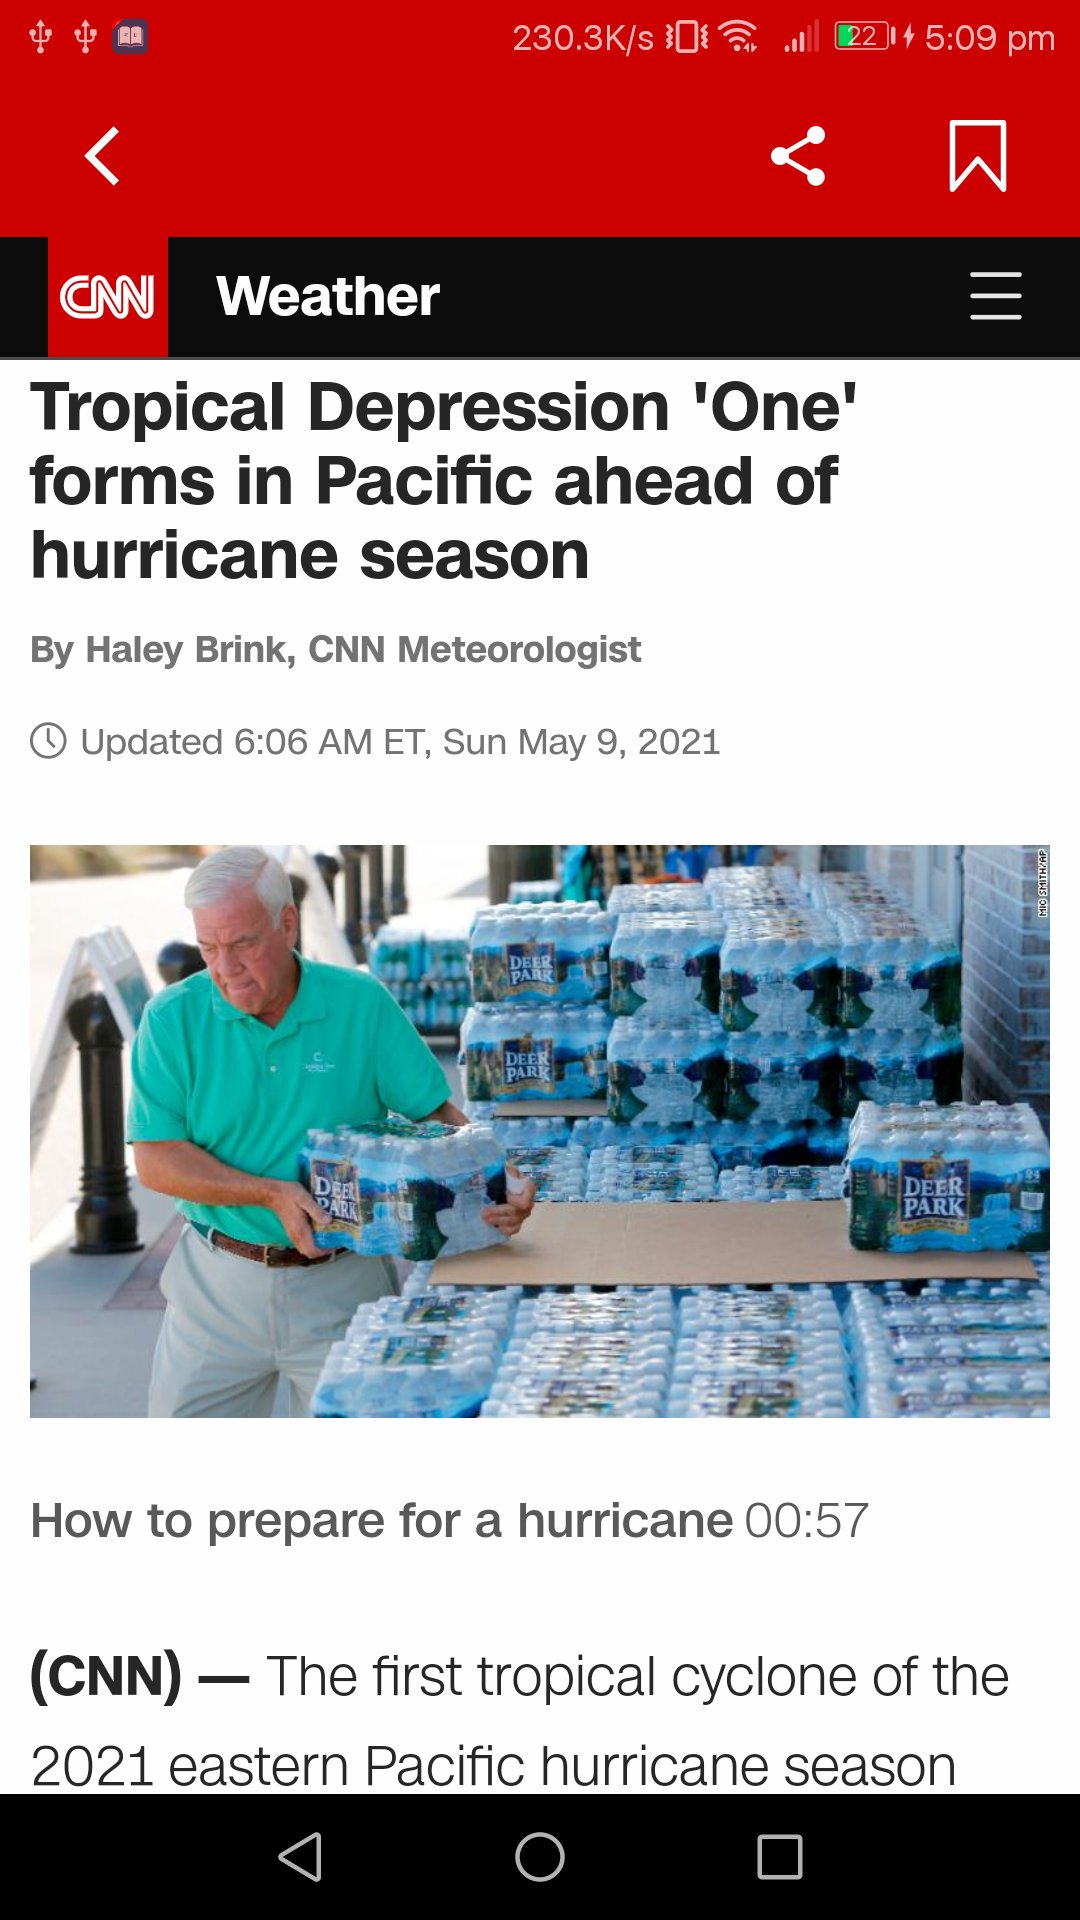 230.3K/s 22 5:09 pm
CNN Weather
Tropical Depression 'One'
forms in Pacific ahead of
hurricane season
By Haley Brink, CNN Meteorologist
Updated 6:06 AM ET, Sun May 9, 2021
MIC SMITH/AP
DEER
PARK
DEER
PARK
DEER
PARK
DEER
PARK
24
How to prepare for a hurricane 00:57
(CNN) — The first tropical cyclone of the
2021 eastern Pacific hurricane season